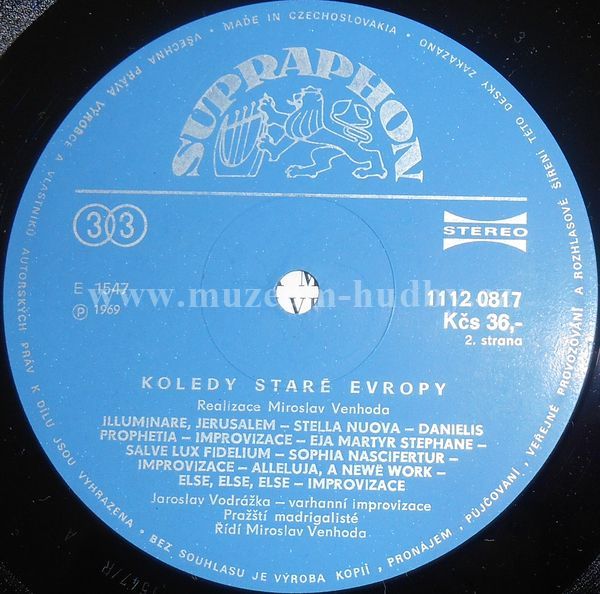 • MADE IN CZECHOSLOVAKIA • VŠECHNA PRÁVA VÝROBCE A VLASTNÍKŮ AUTORSKÝCH PRÁV K DÍLU JSOU VYHRAZENA • BEZ SOUHLASU JE VÝROBA KOPIÍ, PRONÁJEM, PŮJČOVÁNÍ, VEŘEJNÉ PROVOZOVÁNÍ A ROZHLASOVÉ ŠÍŘENÍ TÉTO DESKY ZAKÁZÁNO
SUPRAPHON
33
STEREO
E 1547
℗ 1969
www.muzeum-hudby.cz
1112 0817
Kčs 36,-
2. strana
KOLEDY STARÉ EVROPY
Realizace Miroslav Venhoda
ILLUMINARE, JERUSALEM – STELLA NUOVA – DANIELIS
PROPHETIA – IMPROVIZACE – EJA MARTYR STEPHANE –
SALVE LUX FIDELIUM – SOPHIA NASCIFERTUR –
IMPROVIZACE – ALLELUJA, A NEWĚ WORK –
ELSE, ELSE, ELSE – IMPROVIZACE
Jaroslav Vodrážka – varhanní improvizace
Pražští madrigalisté
Řídí Miroslav Venhoda